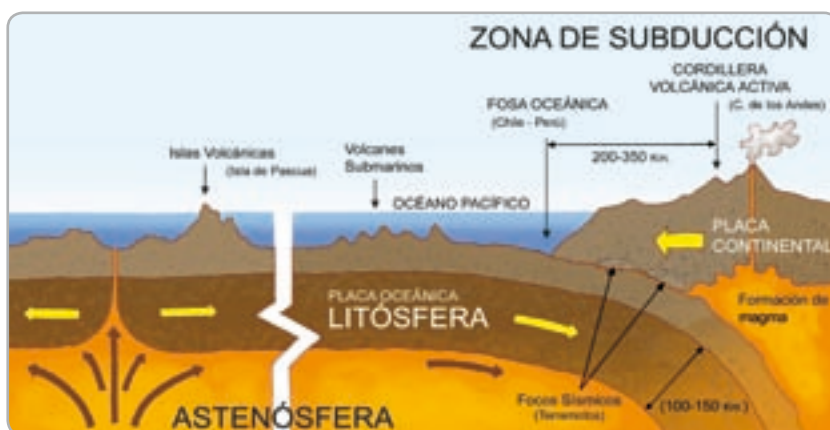 ZONA DE SUBDUCCIÓN
CORDILLERA
VOLCÁNICA ACTIVA
(C. de los Andes)
FOSA OCEÁNICA
(Chile - Perú)
200-350 Km.
Islas Volcánicas
(Isla de Pascua)
Volcanes
Submarinos
OCÉANO PACÍFICO
PLACA
CONTINENTAL
PLACA OCEÁNICA
LITÓSFERA
Formación de
magma
Focos Sísmicos
(Terremotos)
(100-150 Km.)
ASTENÓSFERA